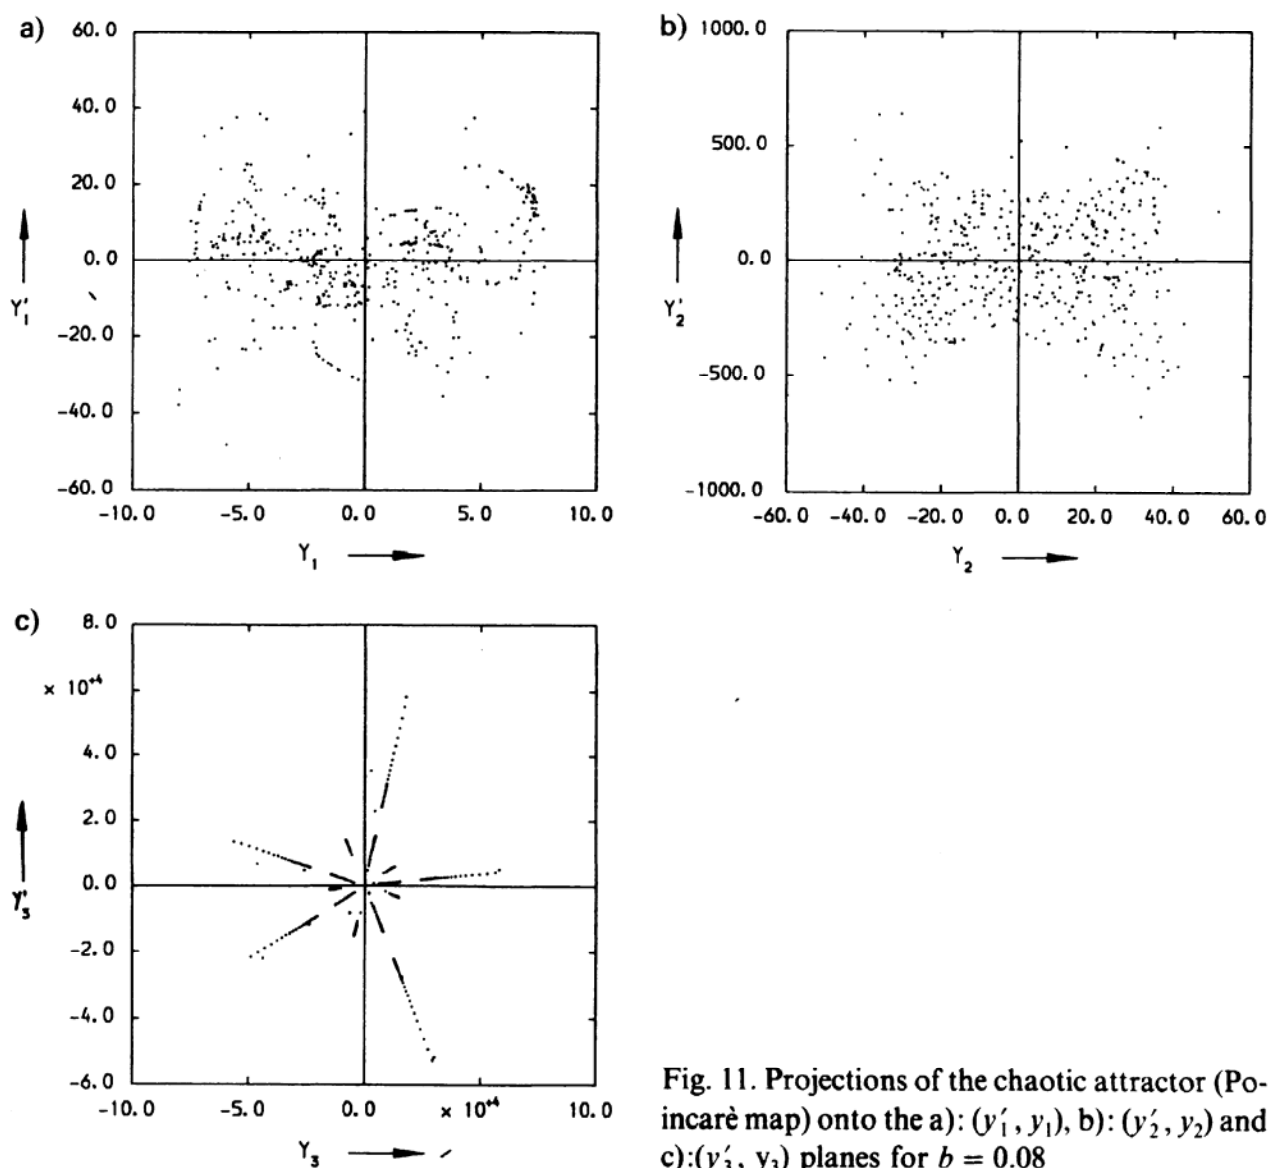 a)
60.0
40.0
20.0
0.0
-20.0
-40.0
-60.0
Y₁'
-10.0 -5.0 0.0 5.0 10.0
Y₁
b)
1000.0
500.0
0.0
-500.0
-1000.0
Y₂'
-60.0 -40.0 -20.0 0.0 20.0 40.0 60.0
Y₂
c)
8.0
× 10⁺⁴
4.0
2.0
0.0
-2.0
-4.0
-6.0
Y₃'
-10.0 -5.0 0.0 × 10⁺⁴ 10.0
Y₃
Fig. 11. Projections of the chaotic attractor (Po-
incarè map) onto the a): (y₁′, y₁), b): (y₂′, y₂) and
c):(y₃′, y₃) planes for b = 0.08